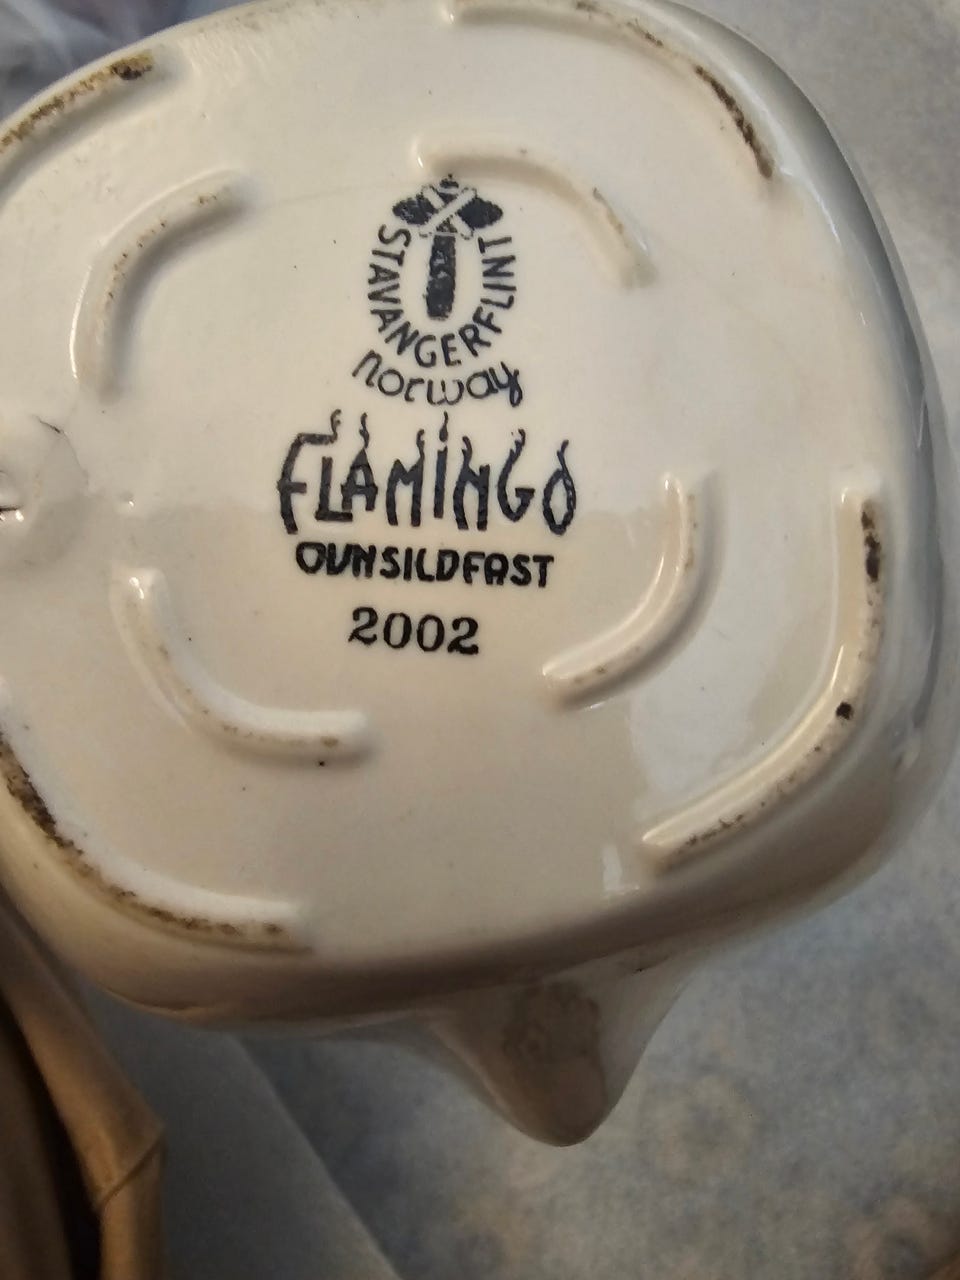 STAVANGERFLINT
Norway
FLAMINGO
OVNSILDFAST
2002